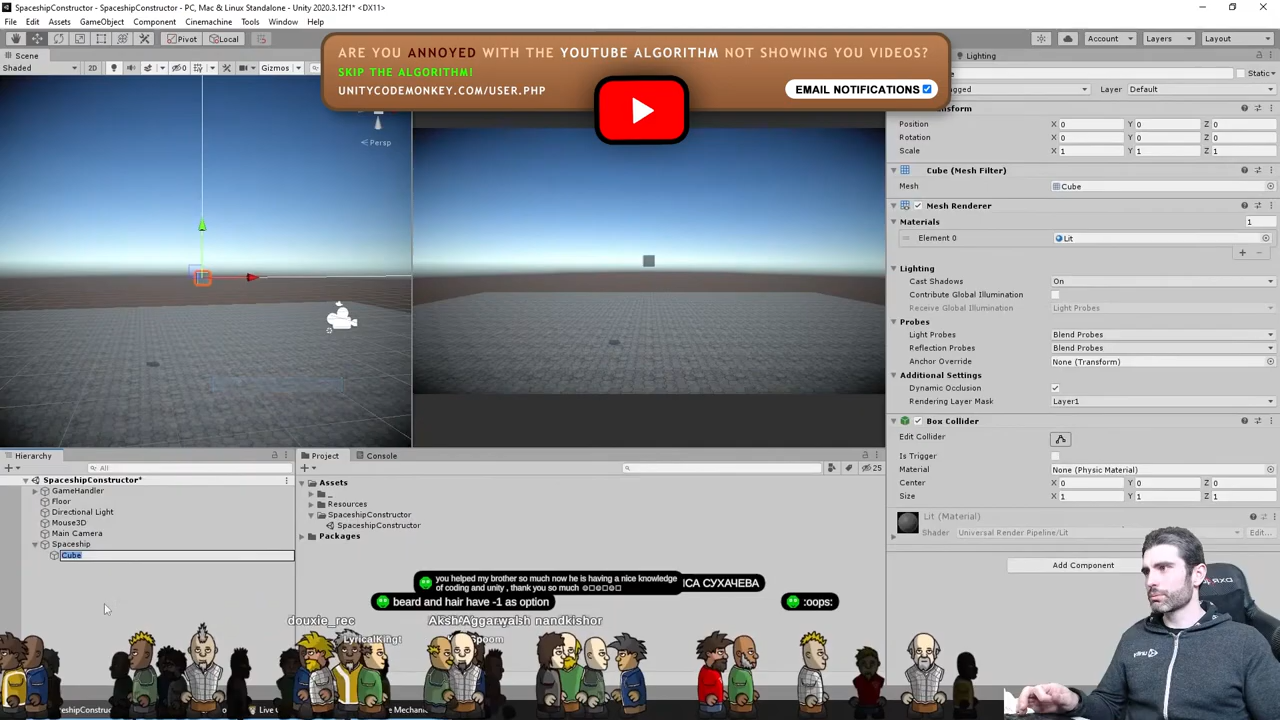 SpaceshipConstructor - SpaceshipConstructor - PC, Mac & Linux Standalone - Unity 2020.3.12f1* <DX11>
File Edit Assets GameObject Component Cinemachine Tools Window Help
Pivot Local Account Layers Layout
ARE YOU ANNOYED WITH THE YOUTUBE ALGORITHM NOT SHOWING YOU VIDEOS?
SKIP THE ALGORITHM!
UNITYCODEMONKEY.COM/USER.PHP
EMAIL NOTIFICATIONS
Scene
Shaded 2D 0 Gizmos
Persp
Lighting
Static
Layer Default
Position X 0 Y 0 Z 0
Rotation X 0 Y 0 Z 0
Scale X 1 Y 1 Z 1
Cube (Mesh Filter)
Mesh Cube
Mesh Renderer
Materials 1
Element 0 Lit
Lighting
Cast Shadows On
Contribute Global Illumination
Receive Global Illumination Light Probes
Probes
Light Probes Blend Probes
Reflection Probes Blend Probes
Anchor Override None (Transform)
Additional Settings
Dynamic Occlusion
Rendering Layer Mask Layer1
Box Collider
Edit Collider
Is Trigger
Material None (Physic Material)
Center X 0 Y 0 Z 0
Size X 1 Y 1 Z 1
Lit (Material)
Shader Universal Render Pipeline/Lit Edit...
Add Component
Hierarchy
All
SpaceshipConstructor*
GameHandler
Floor
Directional Light
Mouse3D
Main Camera
Spaceship
Cube
Project Console
25
Assets
_
Resources
SpaceshipConstructor
SpaceshipConstructor
Packages
you helped my brother so much now he is having a nice knowledge
of coding and unity , thank you so much
СА СУХАЧЕВА
beard and hair have -1 as option
:oops:
douxie_rec
nandkishor